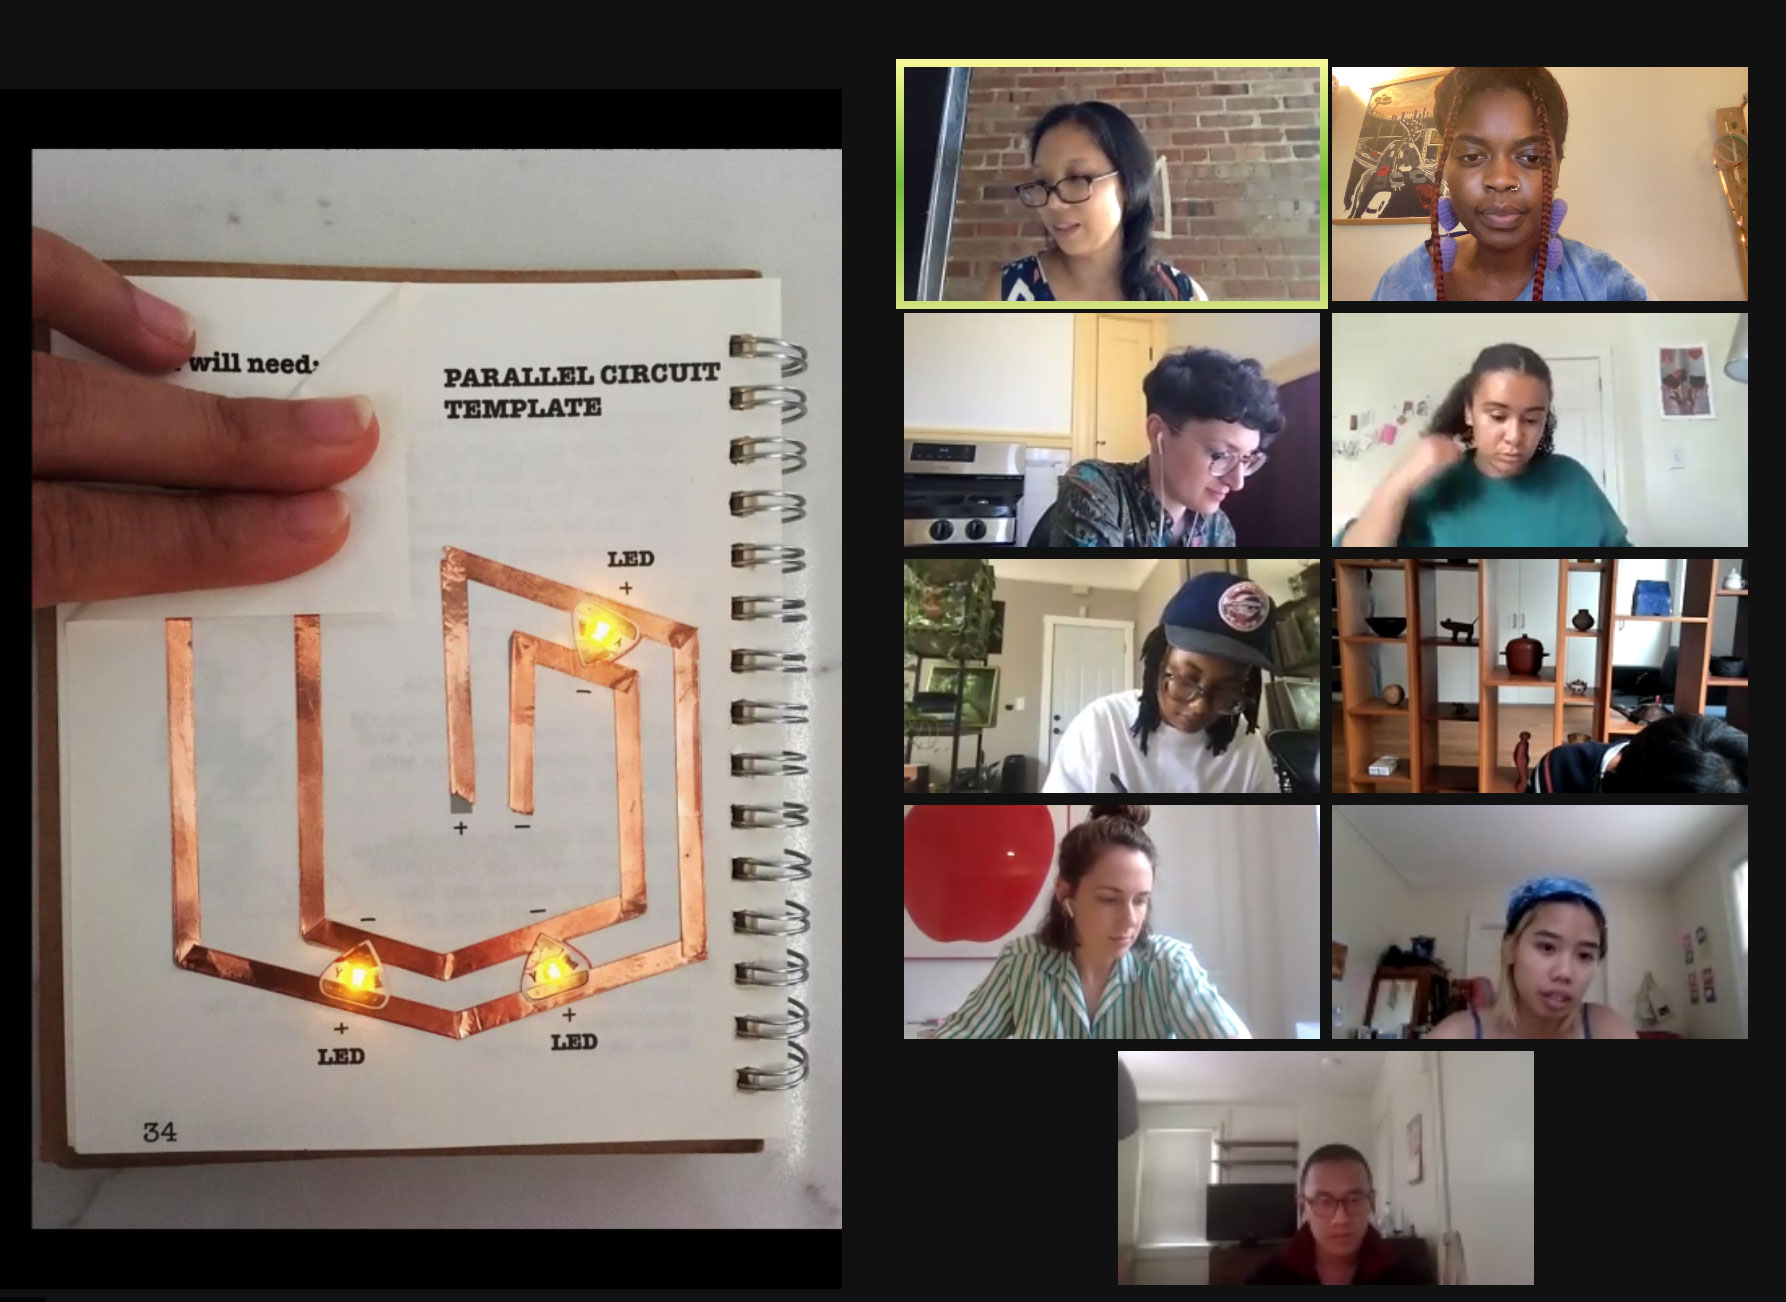 will need:
PARALLEL CIRCUIT
TEMPLATE
LED
+
−
+ −
− −
+ +
LED LED
34